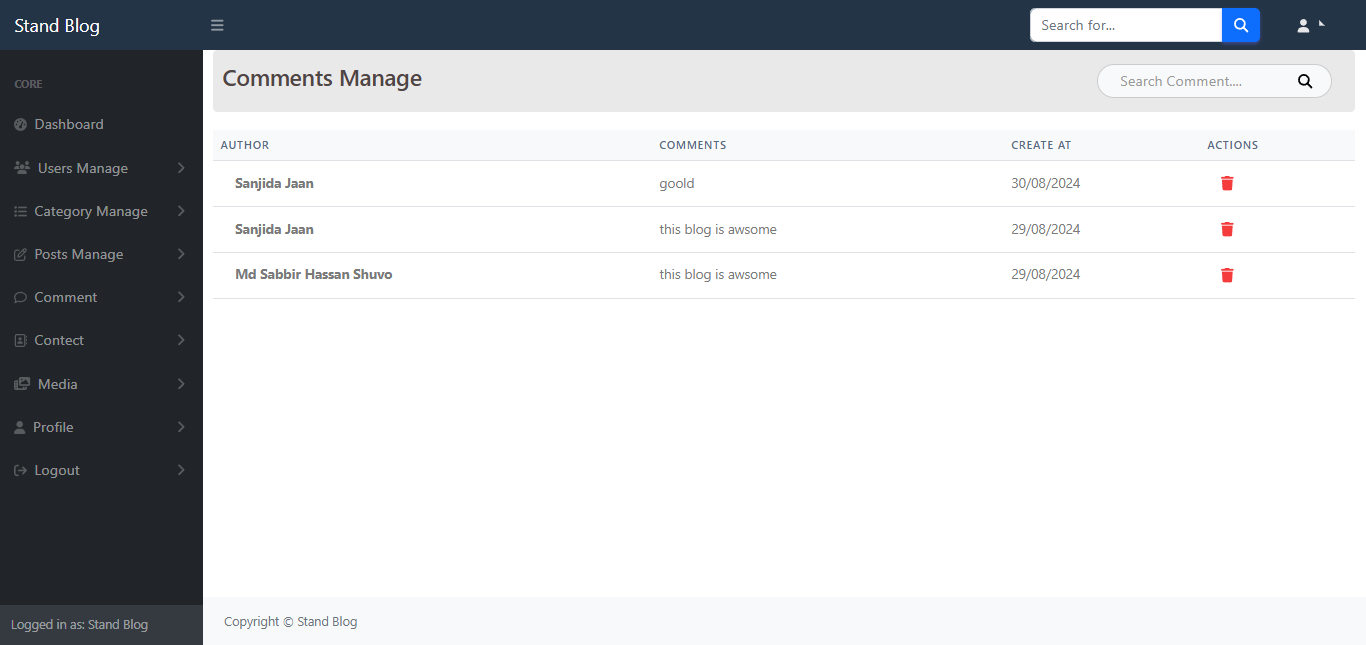 Stand Blog
Search for...
CORE
Dashboard
Users Manage
Category Manage
Posts Manage
Comment
Contect
Media
Profile
Logout
Logged in as: Stand Blog
Comments Manage
Search Comment....
AUTHOR COMMENTS CREATE AT ACTIONS
Sanjida Jaan goold 30/08/2024
Sanjida Jaan this blog is awsome 29/08/2024
Md Sabbir Hassan Shuvo this blog is awsome 29/08/2024
Copyright © Stand Blog